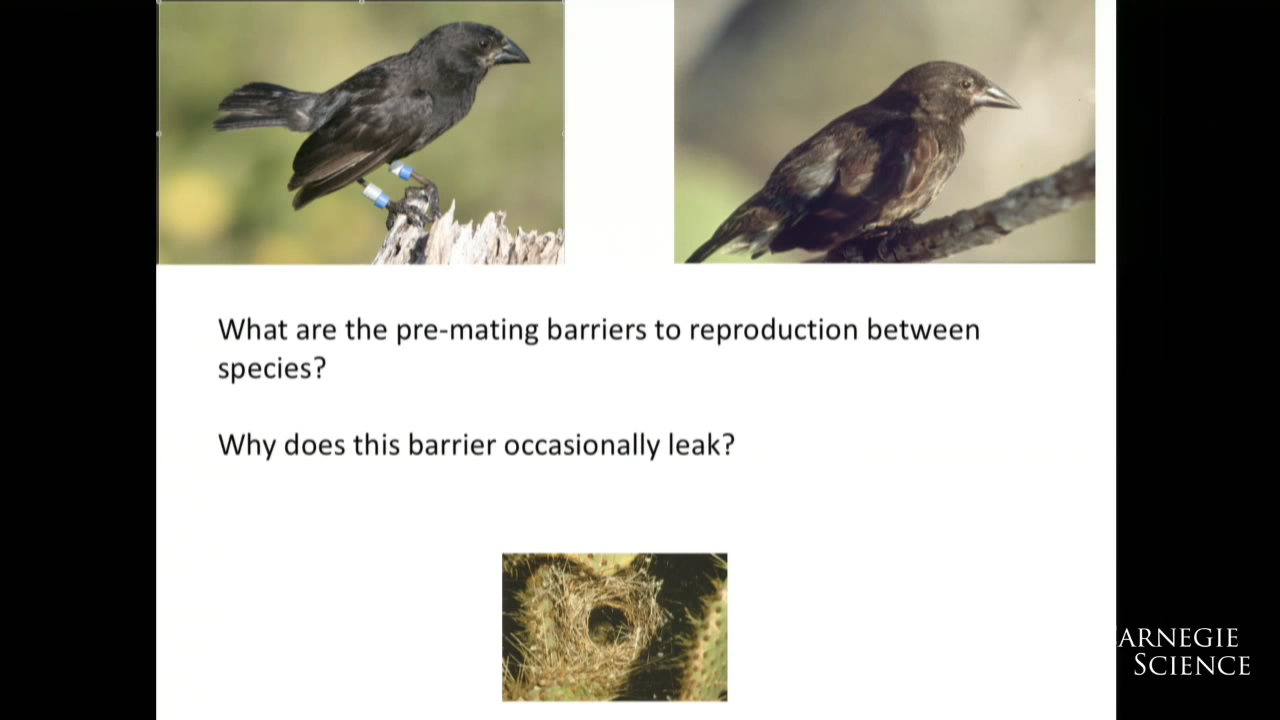 What are the pre-mating barriers to reproduction between
species?
Why does this barrier occasionally leak?
ARNEGIE
SCIENCE